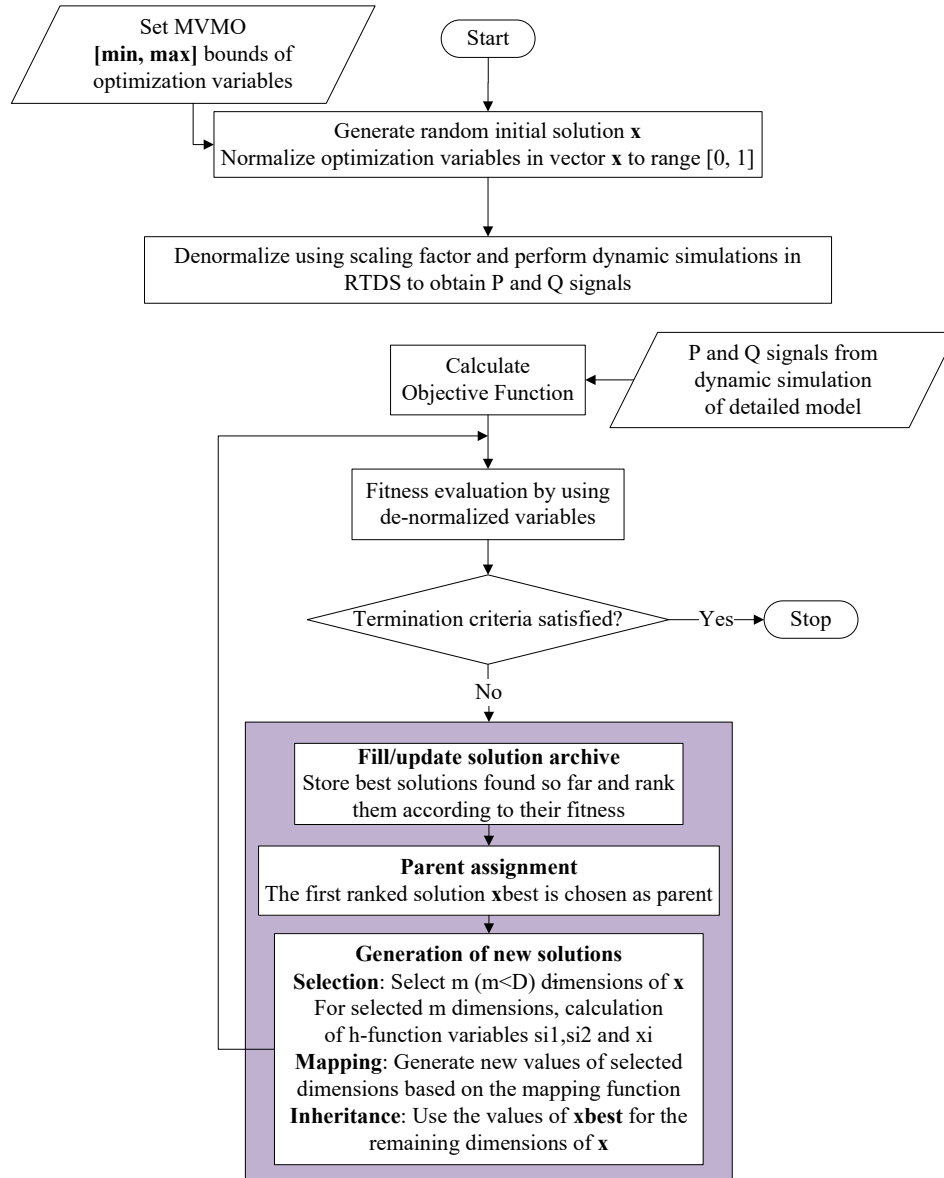 Set MVMO
[min, max] bounds of
optimization variables
Start
Generate random initial solution x
Normalize optimization variables in vector x to range [0, 1]
Denormalize using scaling factor and perform dynamic simulations in
RTDS to obtain P and Q signals
Calculate
Objective Function
P and Q signals from
dynamic simulation
of detailed model
Fitness evaluation by using
de-normalized variables
Termination criteria satisfied?
Yes
Stop
No
Fill/update solution archive
Store best solutions found so far and rank
them according to their fitness
Parent assignment
The first ranked solution xbest is chosen as parent
Generation of new solutions
Selection: Select m (m<D) dimensions of x
For selected m dimensions, calculation
of h-function variables si1,si2 and xi
Mapping: Generate new values of selected
dimensions based on the mapping function
Inheritance: Use the values of xbest for the
remaining dimensions of x